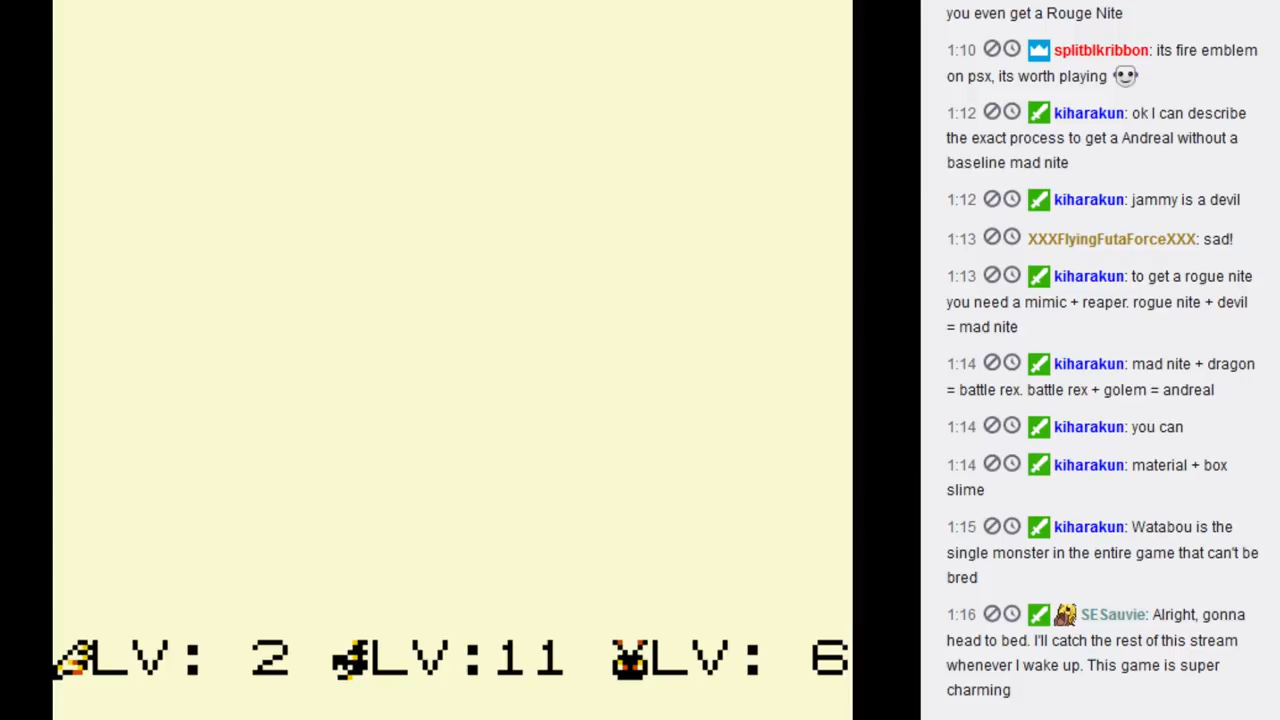 you even get a Rouge Nite
1:10 splitblkribbon: its fire emblem
on psx, its worth playing
1:12 kiharakun: ok I can describe
the exact process to get a Andreal without a
baseline mad nite
1:12 kiharakun: jammy is a devil
1:13 XXXFlyingFutaForceXXX: sad!
1:13 kiharakun: to get a rogue nite
you need a mimic + reaper. rogue nite + devil
= mad nite
1:14 kiharakun: mad nite + dragon
= battle rex. battle rex + golem = andreal
1:14 kiharakun: you can
1:14 kiharakun: material + box
slime
1:15 kiharakun: Watabou is the
single monster in the entire game that can't be
bred
1:16 SESauvie: Alright, gonna
head to bed. I'll catch the rest of this stream
whenever I wake up. This game is super
charming
LV: 2 LV:11 LV: 6